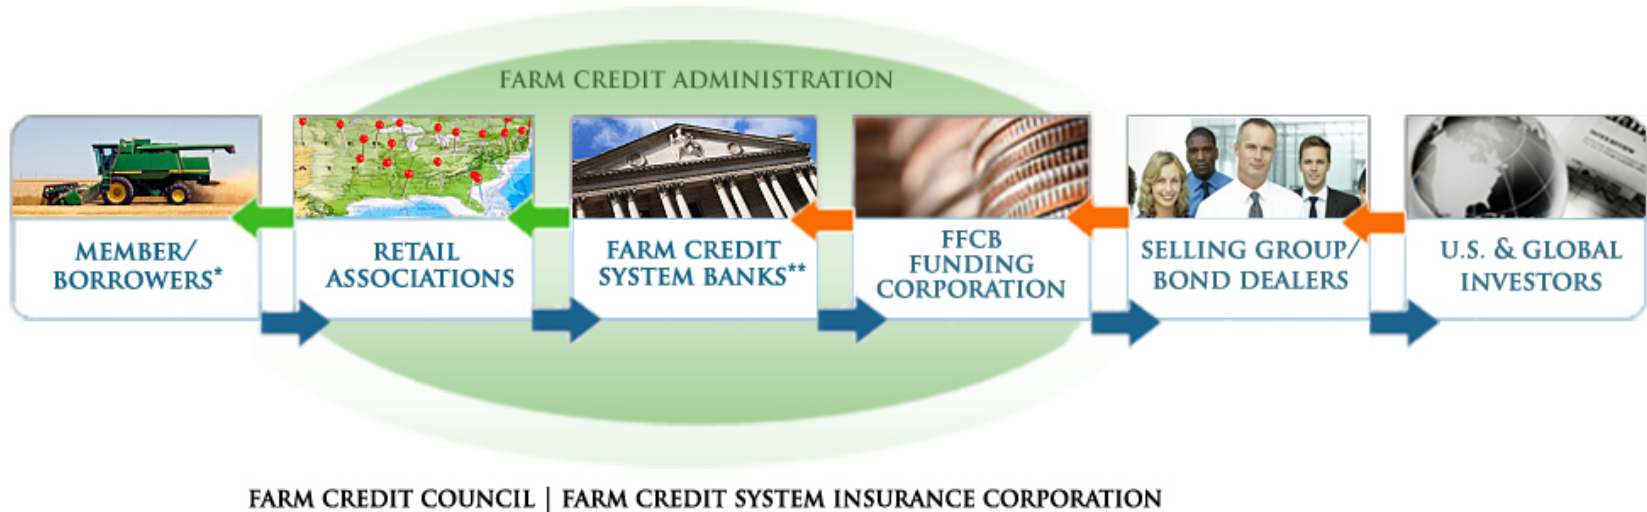 FARM CREDIT ADMINISTRATION
MEMBER/
BORROWERS*
RETAIL
ASSOCIATIONS
FARM CREDIT
SYSTEM BANKS**
FFCB
FUNDING
CORPORATION
SELLING GROUP/
BOND DEALERS
U.S. & GLOBAL
INVESTORS
FARM CREDIT COUNCIL | FARM CREDIT SYSTEM INSURANCE CORPORATION